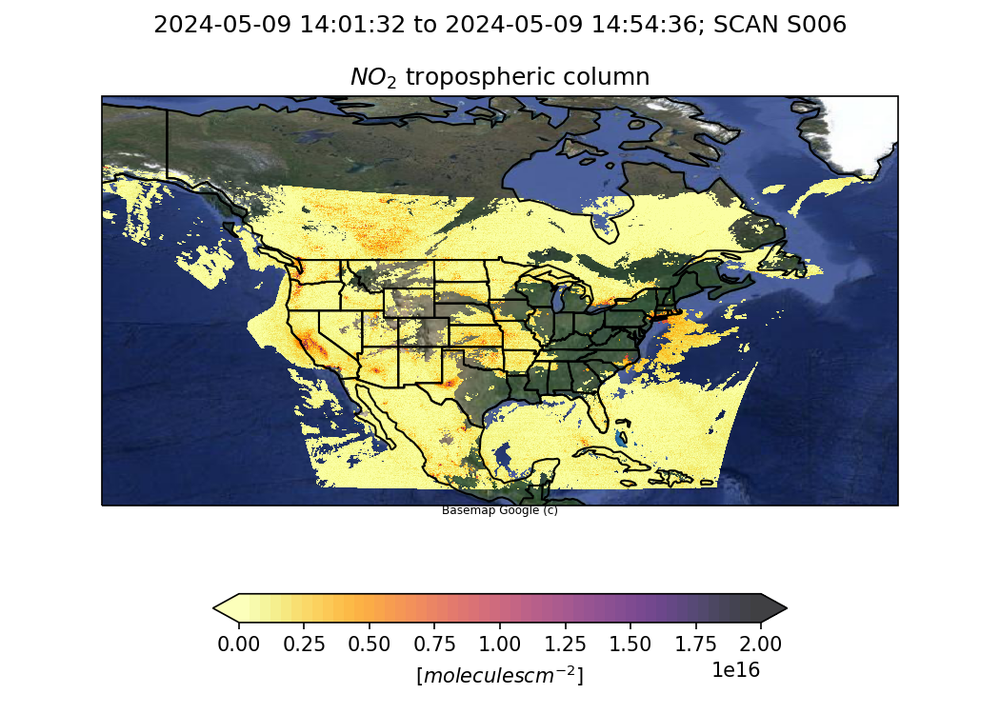 2024-05-09 14:01:32 to 2024-05-09 14:54:36; SCAN S006
NO₂ tropospheric column
Basemap Google (c)
0.00 0.25 0.50 0.75 1.00 1.25 1.50 1.75 2.00
1e16
[moleculescm⁻²]